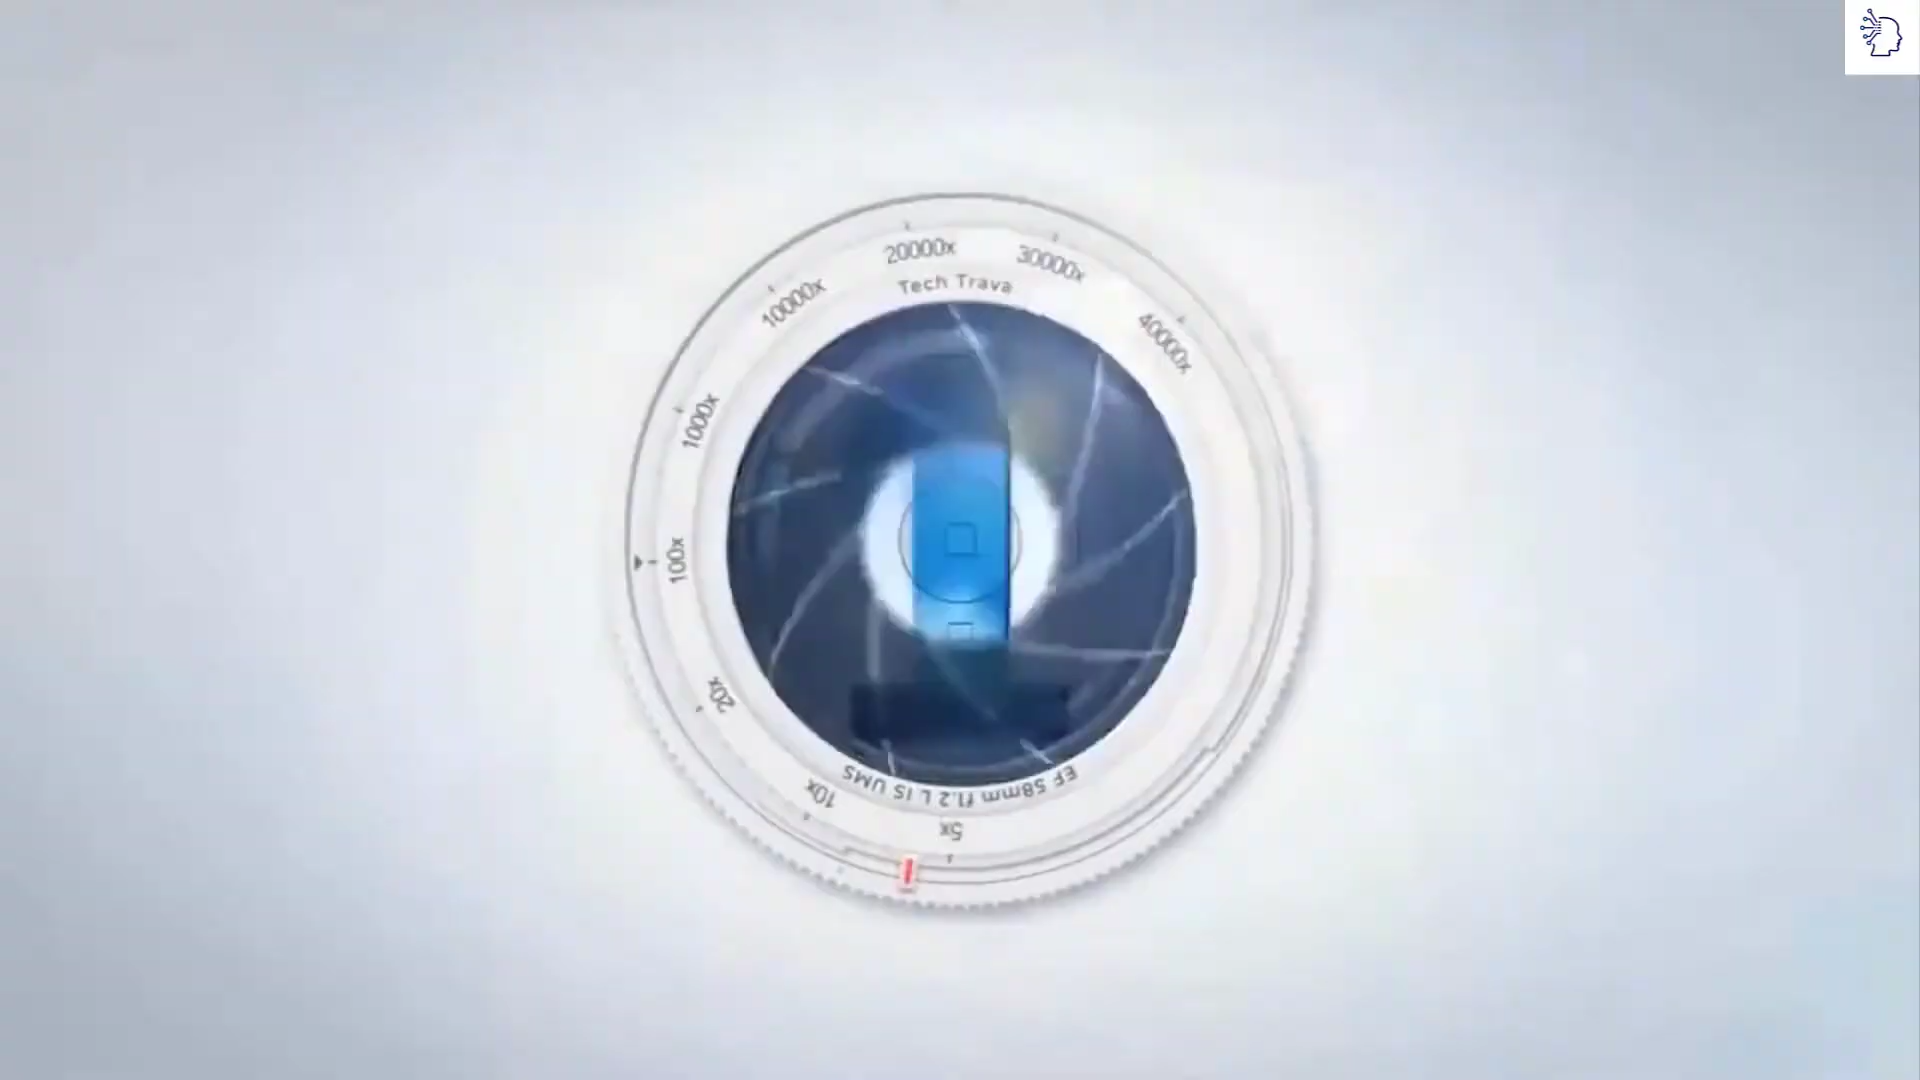 20000x
30000x
10000x
40000x
Tech Trava
1000x
100x
20x
10x
5x
EF 58mm f1.2 L IS UMS